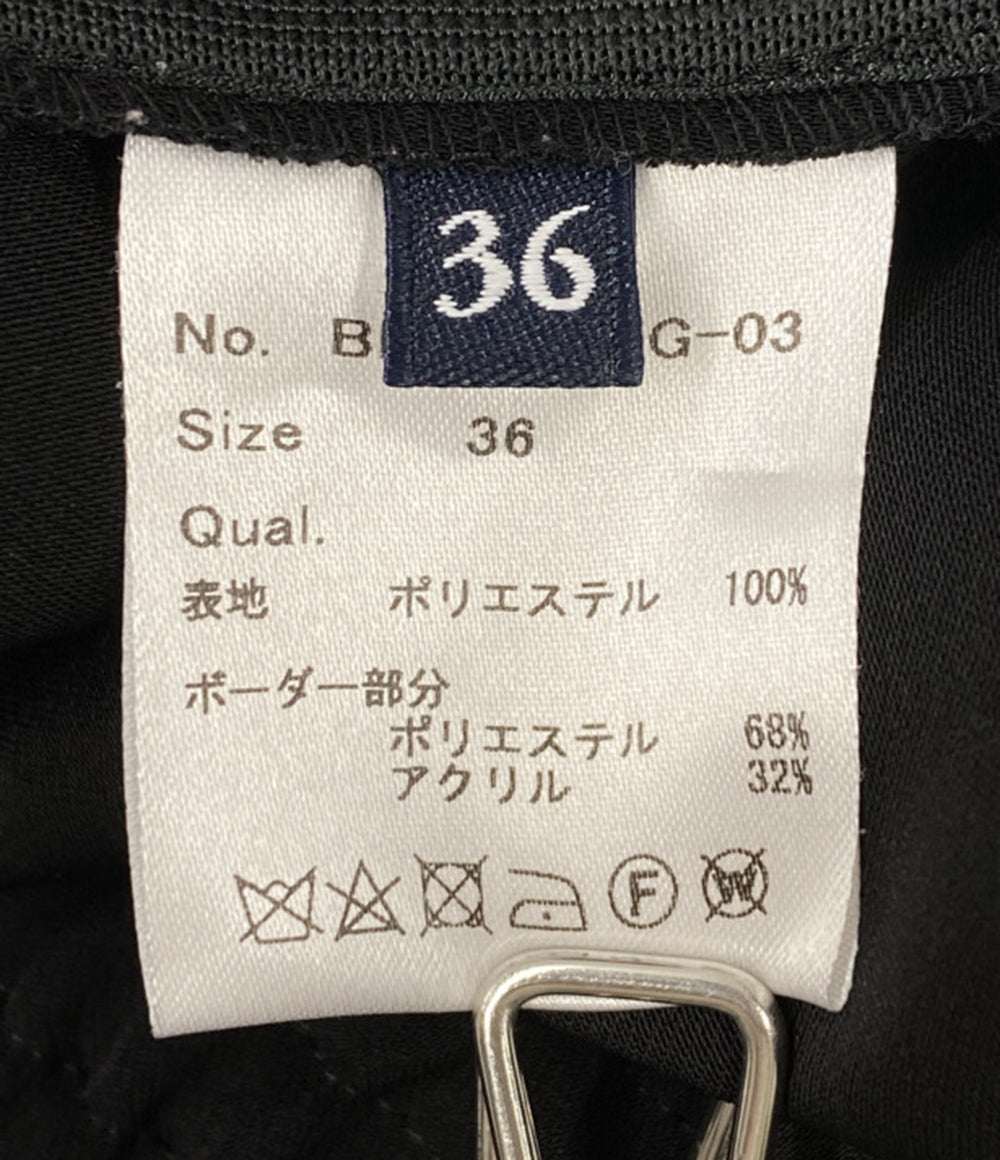 36
No. B G-03
Size 36
Qual.
表地 ポリエステル 100%
ボーダー部分
ポリエステル 68%
アクリル 32%
F W